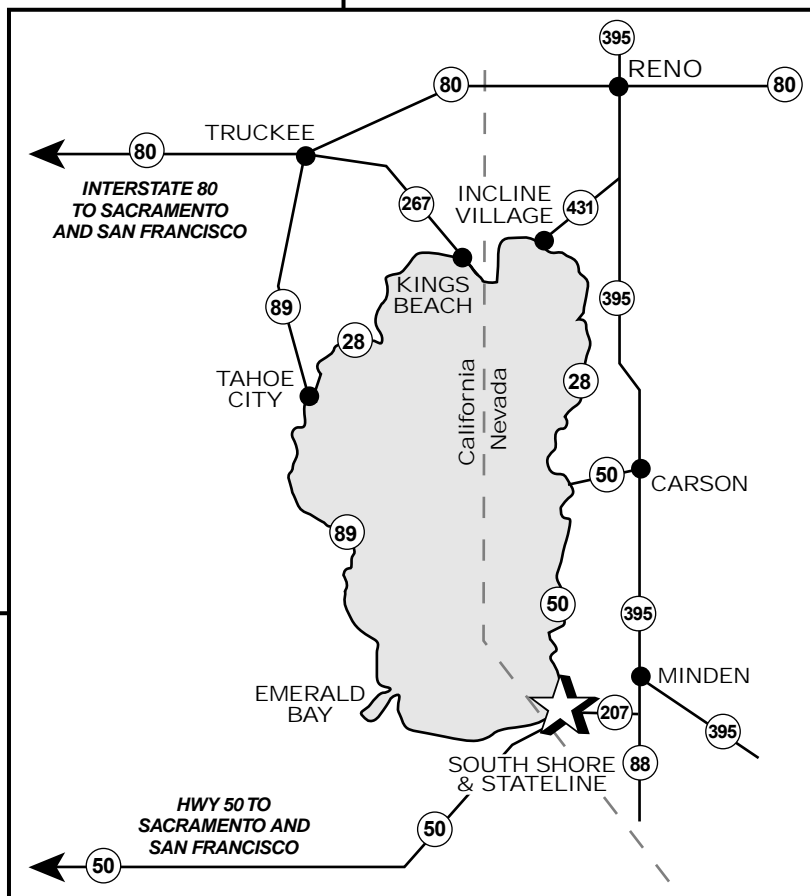 395
80
RENO
80
TRUCKEE
80
INTERSTATE 80
TO SACRAMENTO
AND SAN FRANCISCO
267
INCLINE
VILLAGE
431
KINGS
BEACH
89
395
28
TAHOE
CITY
28
California
Nevada
50
CARSON
89
50
395
EMERALD
BAY
MINDEN
207
395
SOUTH SHORE
& STATELINE
88
HWY 50 TO
SACRAMENTO AND
SAN FRANCISCO
50
50